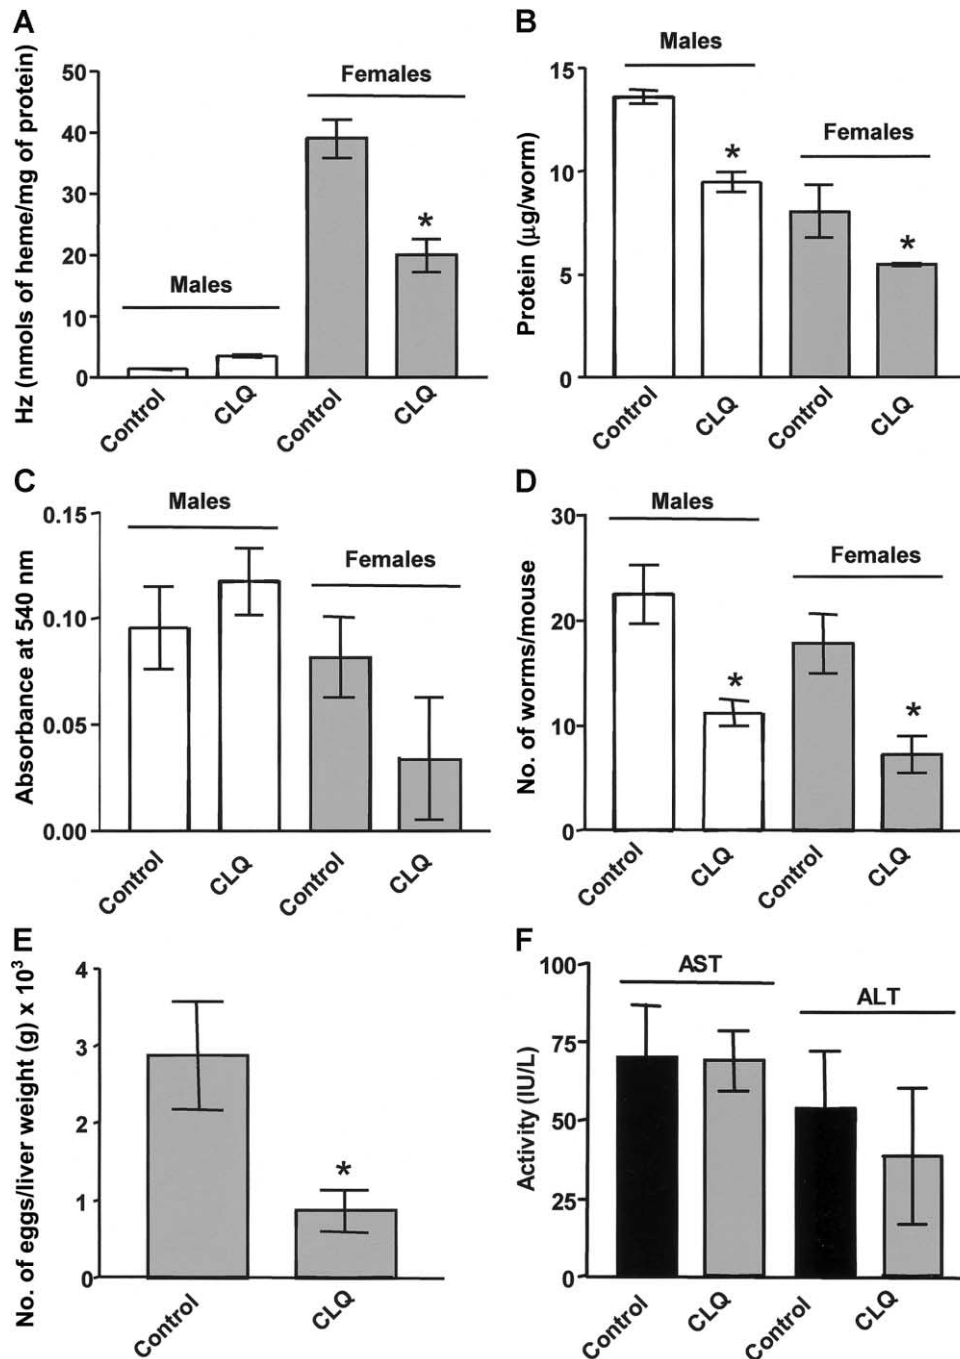 A
Hz (nmols of heme/mg of protein)
50
40
30
20
10
0
Males
Females
*
Control
CLQ
Control
CLQ
B
Protein (μg/worm)
15
10
5
0
Males
Females
*
*
Control
CLQ
Control
CLQ
C
Absorbance at 540 nm
0.15
0.10
0.05
0.00
Males
Females
Control
CLQ
Control
CLQ
D
No. of worms/mouse
30
20
10
0
Males
Females
*
*
Control
CLQ
Control
CLQ
E
No. of eggs/liver weight (g) x 10³
4
3
2
1
0
*
Control
CLQ
F
Activity (IU/L)
100
75
50
25
0
AST
ALT
Control
CLQ
Control
CLQ